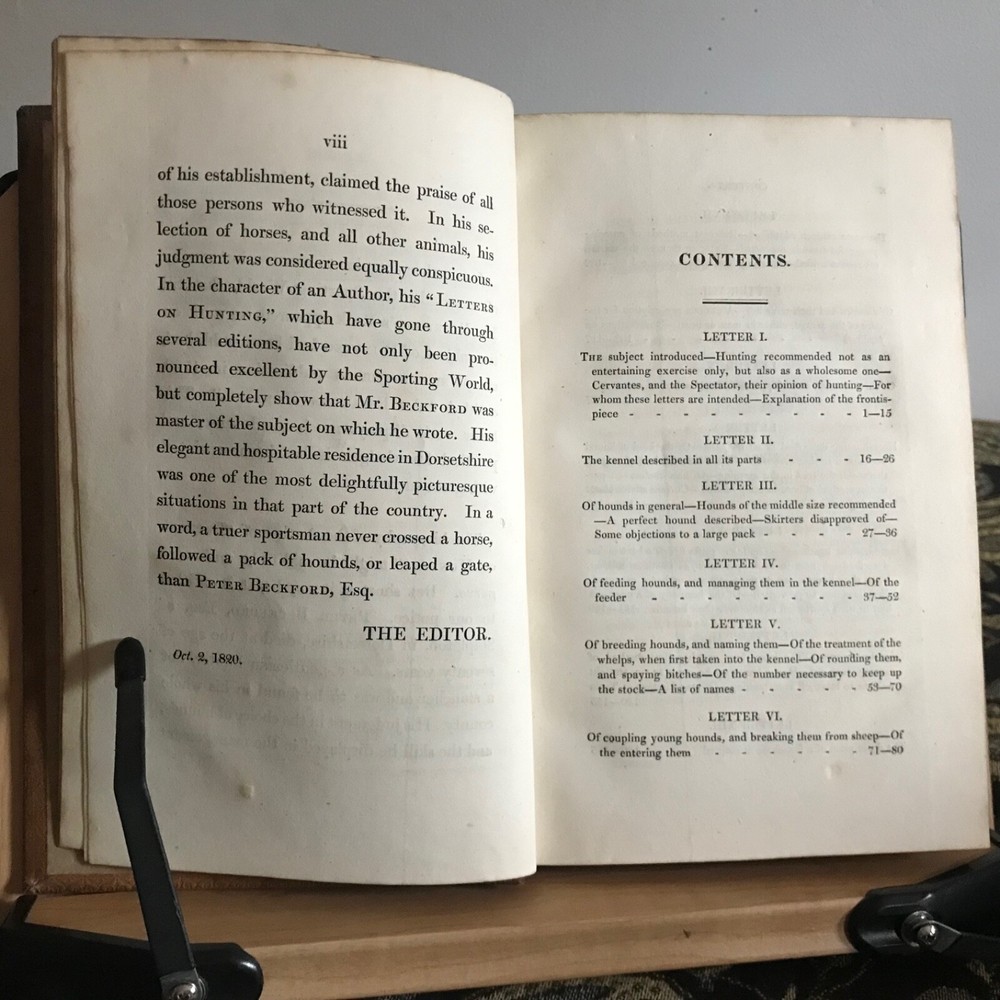 viii
of his establishment, claimed the praise of all
those persons who witnessed it. In his se-
lection of horses, and all other animals, his
judgment was considered equally conspicuous.
In the character of an Author, his “LETTERS
ON HUNTING,” which have gone through
several editions, have not only been pro-
nounced excellent by the Sporting World,
but completely show that Mr. BECKFORD was
master of the subject on which he wrote. His
elegant and hospitable residence in Dorsetshire
was one of the most delightfully picturesque
situations in that part of the country. In a
word, a truer sportsman never crossed a horse,
followed a pack of hounds, or leaped a gate,
than PETER BECKFORD, Esq.
THE EDITOR.
Oct. 2, 1820.
CONTENTS.
LETTER I.
THE subject introduced—Hunting recommended not as an
entertaining exercise only, but also as a wholesome one—
Cervantes, and the Spectator, their opinion of hunting—For
whom these letters are intended—Explanation of the frontis-
piece - - - - - - - - - 1—15
LETTER II.
The kennel described in all its parts - - - 16—26
LETTER III.
Of hounds in general—Hounds of the middle size recommended
—A perfect hound described—Skirters disapproved of—
Some objections to a large pack - - - - 27—36
LETTER IV.
Of feeding hounds, and managing them in the kennel—Of the
feeder - - - - - - - - 37—52
LETTER V.
Of breeding hounds, and naming them—Of the treatment of the
whelps, when first taken into the kennel—Of rounding them,
and spaying bitches—Of the number necessary to keep up
the stock—A list of names - - - - - 53—70
LETTER VI.
Of coupling young hounds, and breaking them from sheep—Of
the entering them - - - - - - 71—80